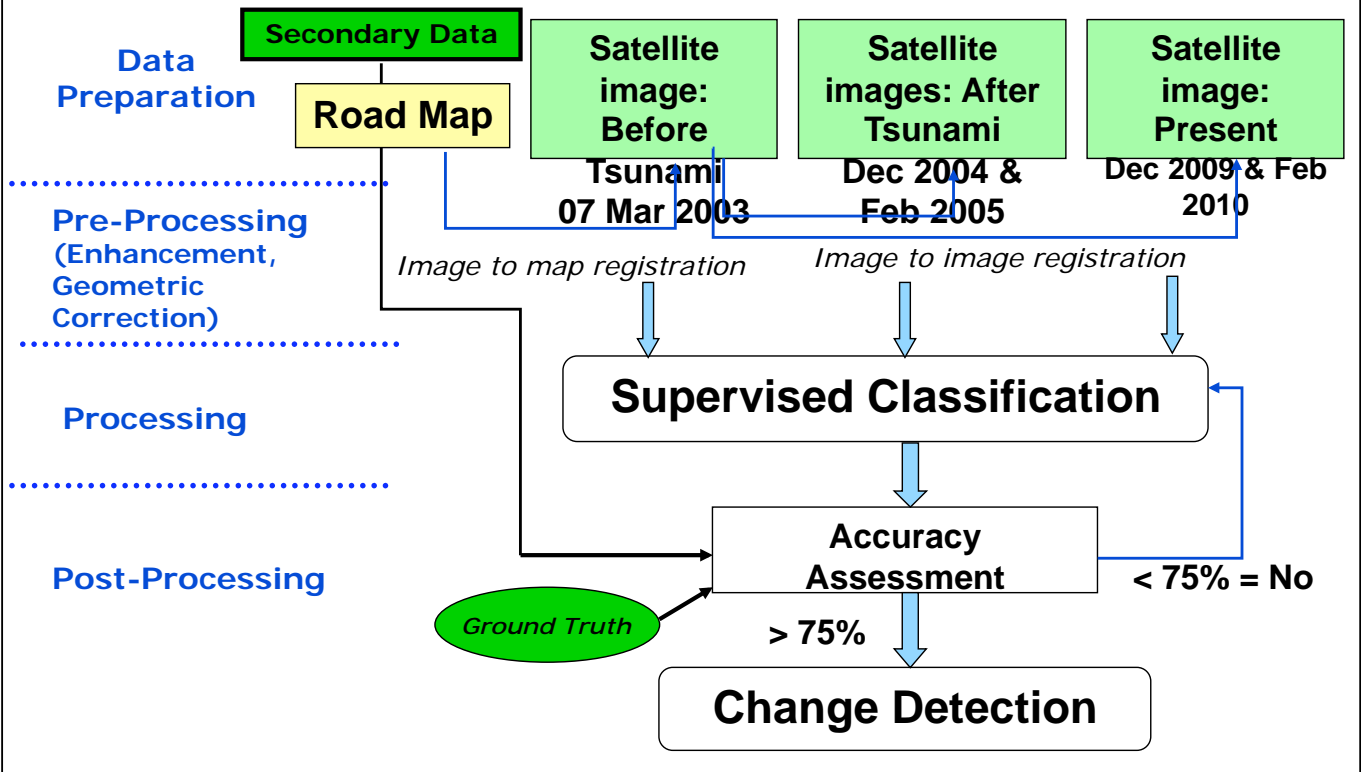 Data
Preparation
Secondary Data
Road Map
Satellite
image:
Before
Tsunami
07 Mar 2003
Satellite
images: After
Tsunami
Dec 2004 &
Feb 2005
Satellite
image:
Present
Dec 2009 & Feb
2010
Pre-Processing
(Enhancement,
Geometric
Correction)
Image to map registration
Image to image registration
Processing
Supervised Classification
Post-Processing
Accuracy
Assessment
< 75% = No
Ground Truth
> 75%
Change Detection